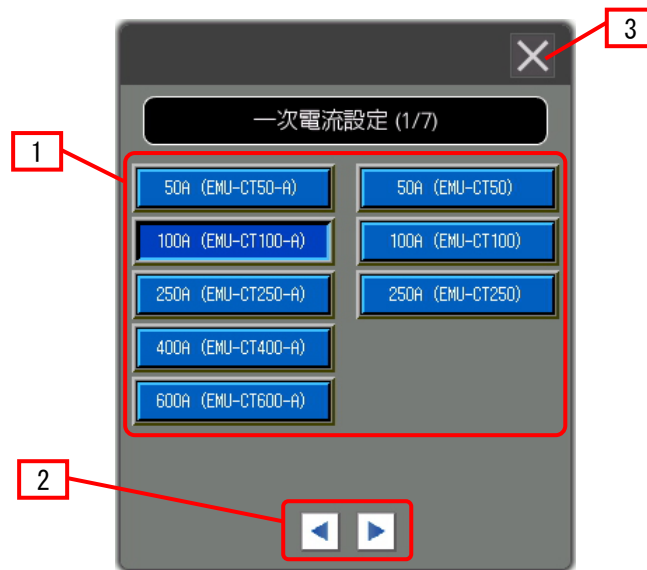 3
一次電流設定 (1/7)
1
50A (EMU-CT50-A)
50A (EMU-CT50)
100A (EMU-CT100-A)
100A (EMU-CT100)
250A (EMU-CT250-A)
250A (EMU-CT250)
400A (EMU-CT400-A)
600A (EMU-CT600-A)
2